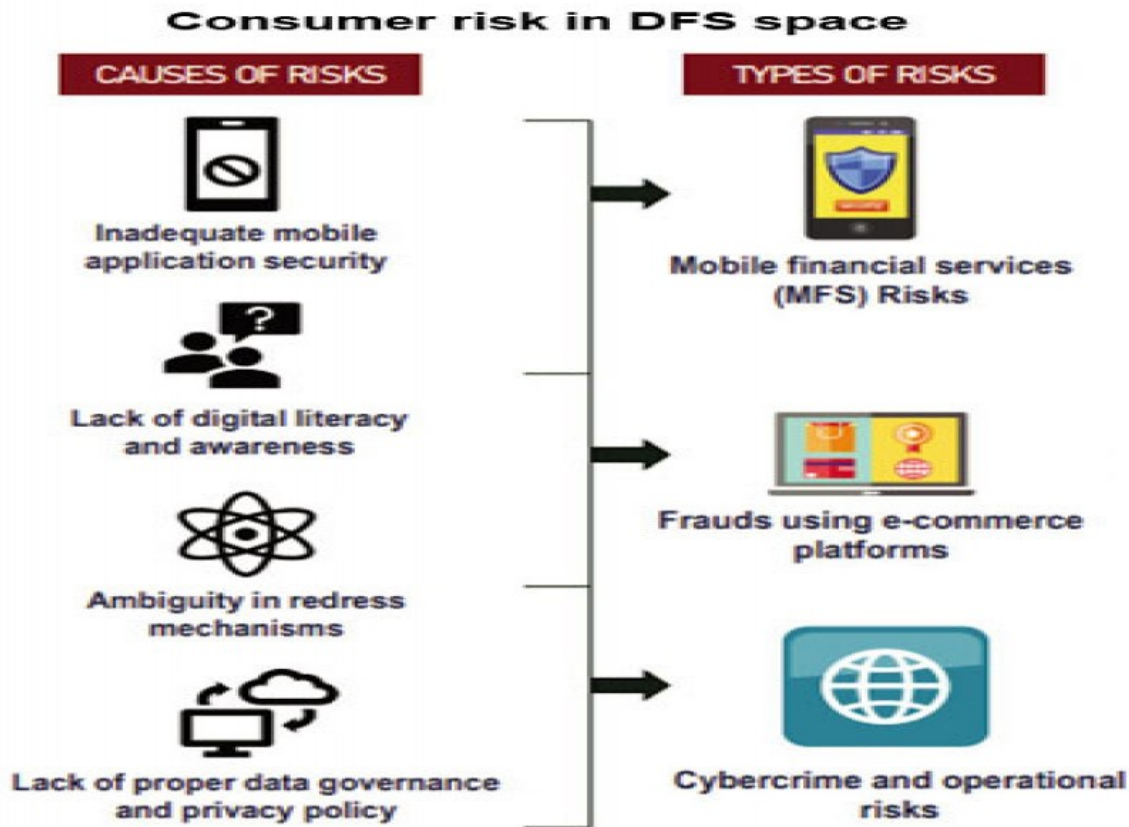 Consumer risk in DFS space
CAUSES OF RISKS
Inadequate mobile
application security
?
Lack of digital literacy
and awareness
Ambiguity in redress
mechanisms
Lack of proper data governance
and privacy policy
TYPES OF RISKS
Mobile financial services
(MFS) Risks
Frauds using e-commerce
platforms
Cybercrime and operational
risks